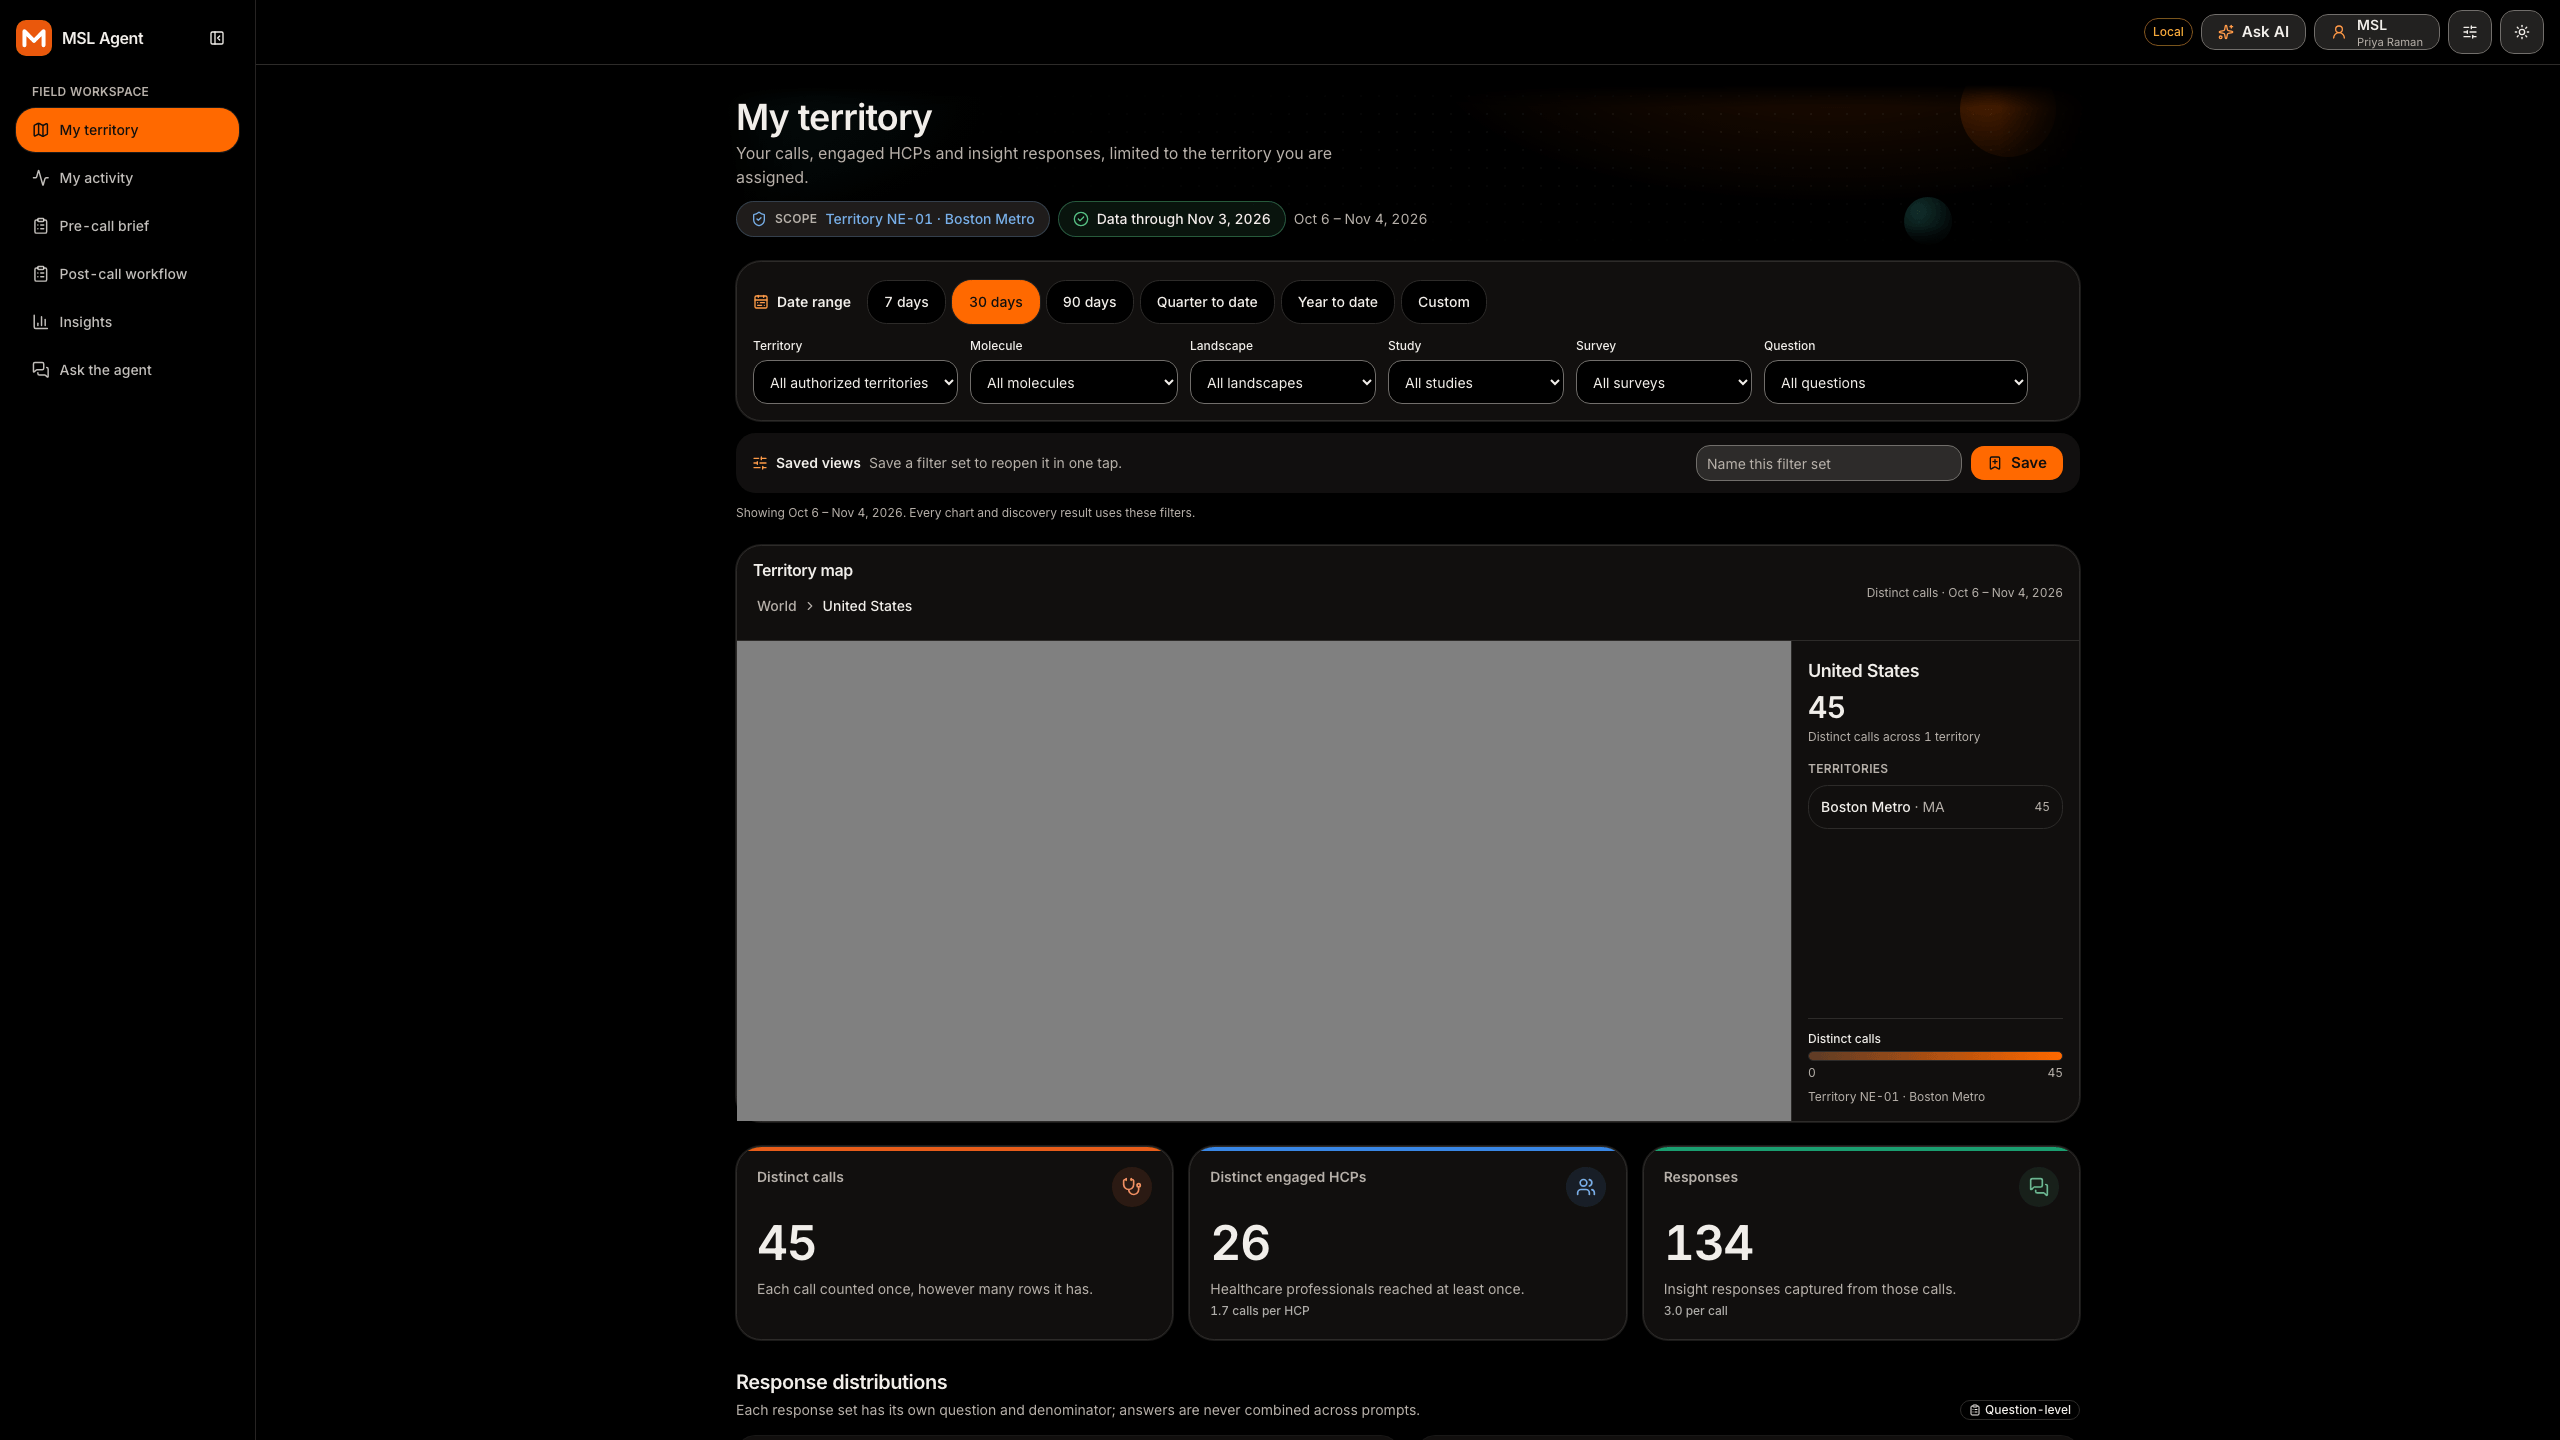 MSL Agent
Local
Ask AI
MSL
Priya Raman
FIELD WORKSPACE
My territory
My activity
Pre-call brief
Post-call workflow
Insights
Ask the agent
My territory
Your calls, engaged HCPs and insight responses, limited to the territory you are
assigned.
SCOPE Territory NE-01 · Boston Metro
Data through Nov 3, 2026
Oct 6 – Nov 4, 2026
Date range
7 days
30 days
90 days
Quarter to date
Year to date
Custom
Territory
Molecule
Landscape
Study
Survey
Question
All authorized territories
All molecules
All landscapes
All studies
All surveys
All questions
Saved views Save a filter set to reopen it in one tap.
Name this filter set
Save
Showing Oct 6 – Nov 4, 2026. Every chart and discovery result uses these filters.
Territory map
World > United States
Distinct calls · Oct 6 – Nov 4, 2026
United States
45
Distinct calls across 1 territory
TERRITORIES
Boston Metro · MA 45
Distinct calls
0 45
Territory NE-01 · Boston Metro
Distinct calls
45
Each call counted once, however many rows it has.
Distinct engaged HCPs
26
Healthcare professionals reached at least once.
1.7 calls per HCP
Responses
134
Insight responses captured from those calls.
3.0 per call
Response distributions
Each response set has its own question and denominator; answers are never combined across prompts.
Question-level